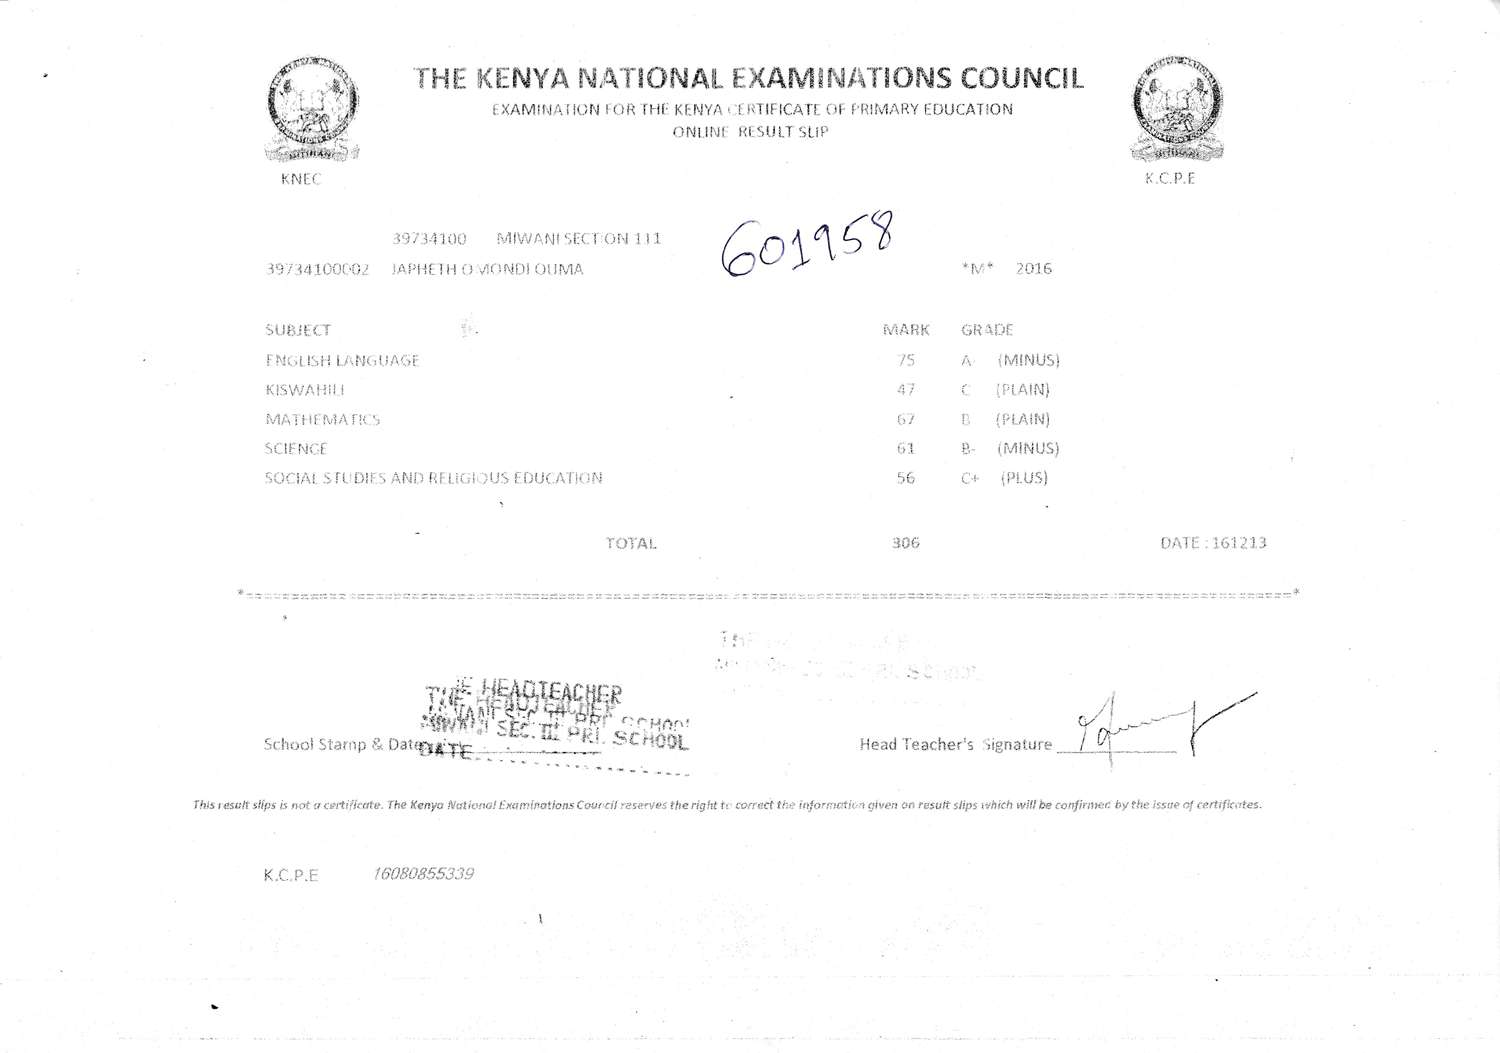 THE KENYA NATIONAL EXAMINATIONS COUNCIL
EXAMINATION FOR THE KENYA CERTIFICATE OF PRIMARY EDUCATION
ONLINE RESULT SLIP
KNEC K.C.P.E
39734100 MIWANI SECTION 111
601958
39734100002 JAPHETH OMONDI OUMA *M* 2016
SUBJECT MARK GRADE
ENGLISH LANGUAGE 75 A- (MINUS)
KISWAHILI 47 C (PLAIN)
MATHEMATICS 67 B (PLAIN)
SCIENCE 61 B- (MINUS)
SOCIAL STUDIES AND RELIGIOUS EDUCATION 56 C+ (PLUS)
TOTAL 306 DATE : 161213
THE HEADTEACHER
MIWANI SEC. III PRI. SCHOOL
DATE
School Stamp & Date Head Teacher's Signature
This result slips is not a certificate. The Kenya National Examinations Council reserves the right to correct the information given on result slips which will be confirmed by the issue of certificates.
K.C.P.E 16080855339